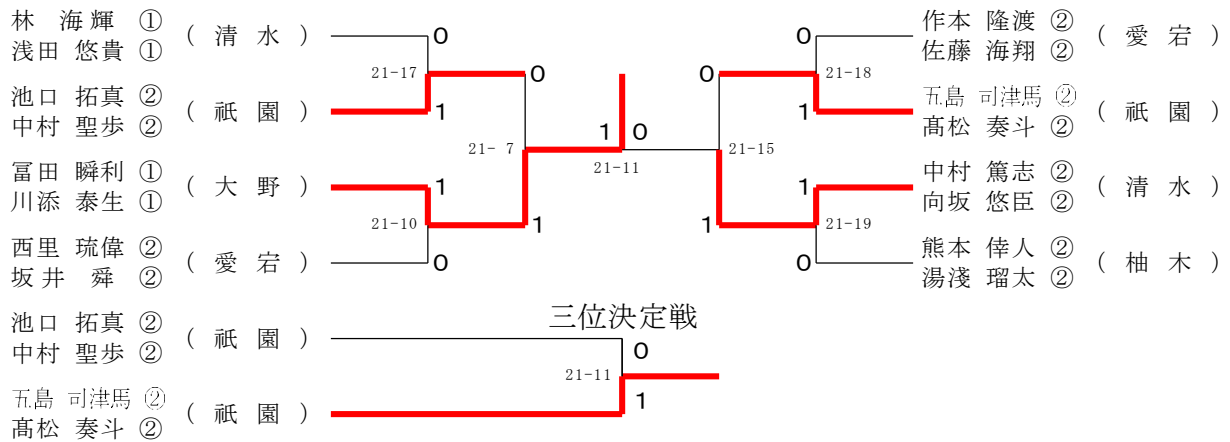 林 海輝 ①
浅田 悠貴 ①
( 清 水 )
0
21-17
0
池口 拓真 ②
中村 聖歩 ②
( 祇 園 )
1
21- 7
冨田 瞬利 ①
川添 泰生 ①
( 大 野 )
1
21-10
1
西里 琉偉 ②
坂井 舜 ②
( 愛 宕 )
0
1 0
21-11
作本 隆渡 ②
佐藤 海翔 ②
( 愛 宕 )
0
21-18
0
五島 司津馬 ②
髙松 奏斗 ②
( 祇 園 )
1
21-15
中村 篤志 ②
向坂 悠臣 ②
( 清 水 )
1
21-19
1
熊本 倖人 ②
湯淺 瑠太 ②
( 柚 木 )
0
三位決定戦
池口 拓真 ②
中村 聖歩 ②
( 祇 園 )
0
21-11
五島 司津馬 ②
髙松 奏斗 ②
( 祇 園 )
1